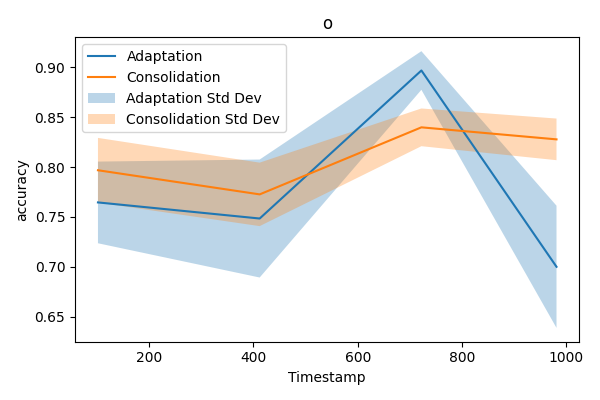 o
Adaptation
Consolidation
Adaptation Std Dev
Consolidation Std Dev
accuracy
0.90
0.85
0.80
0.75
0.70
0.65
200
400
600
800
1000
Timestamp